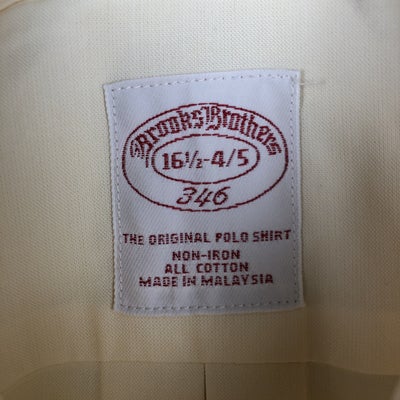 Brooks Brothers
16½-4/5
346
THE ORIGINAL POLO SHIRT
NON-IRON
ALL COTTON
MADE IN MALAYSIA